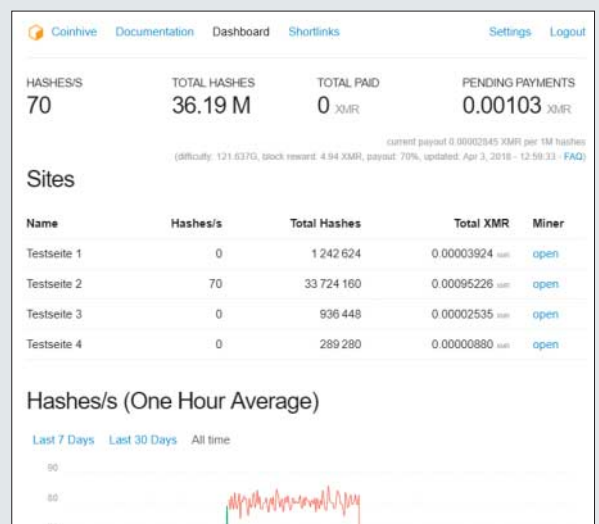 Coinhive Documentation Dashboard Shortlinks Settings Logout
HASHES/S TOTAL HASHES TOTAL PAID PENDING PAYMENTS
70 36.19 M 0 XMR 0.00103 XMR
current payout 0.00002845 XMR per 1M hashes
(difficulty: 121.637G, block reward: 4.94 XMR, payout: 70%, updated: Apr 3, 2018 - 12:59:33 - FAQ)
Sites
Name Hashes/s Total Hashes Total XMR Miner
Testseite 1 0 1 242 624 0.00003924 XMR open
Testseite 2 70 33 724 160 0.00095226 XMR open
Testseite 3 0 936 448 0.00002535 XMR open
Testseite 4 0 289 280 0.00000880 XMR open
Hashes/s (One Hour Average)
Last 7 Days Last 30 Days All time
90
80